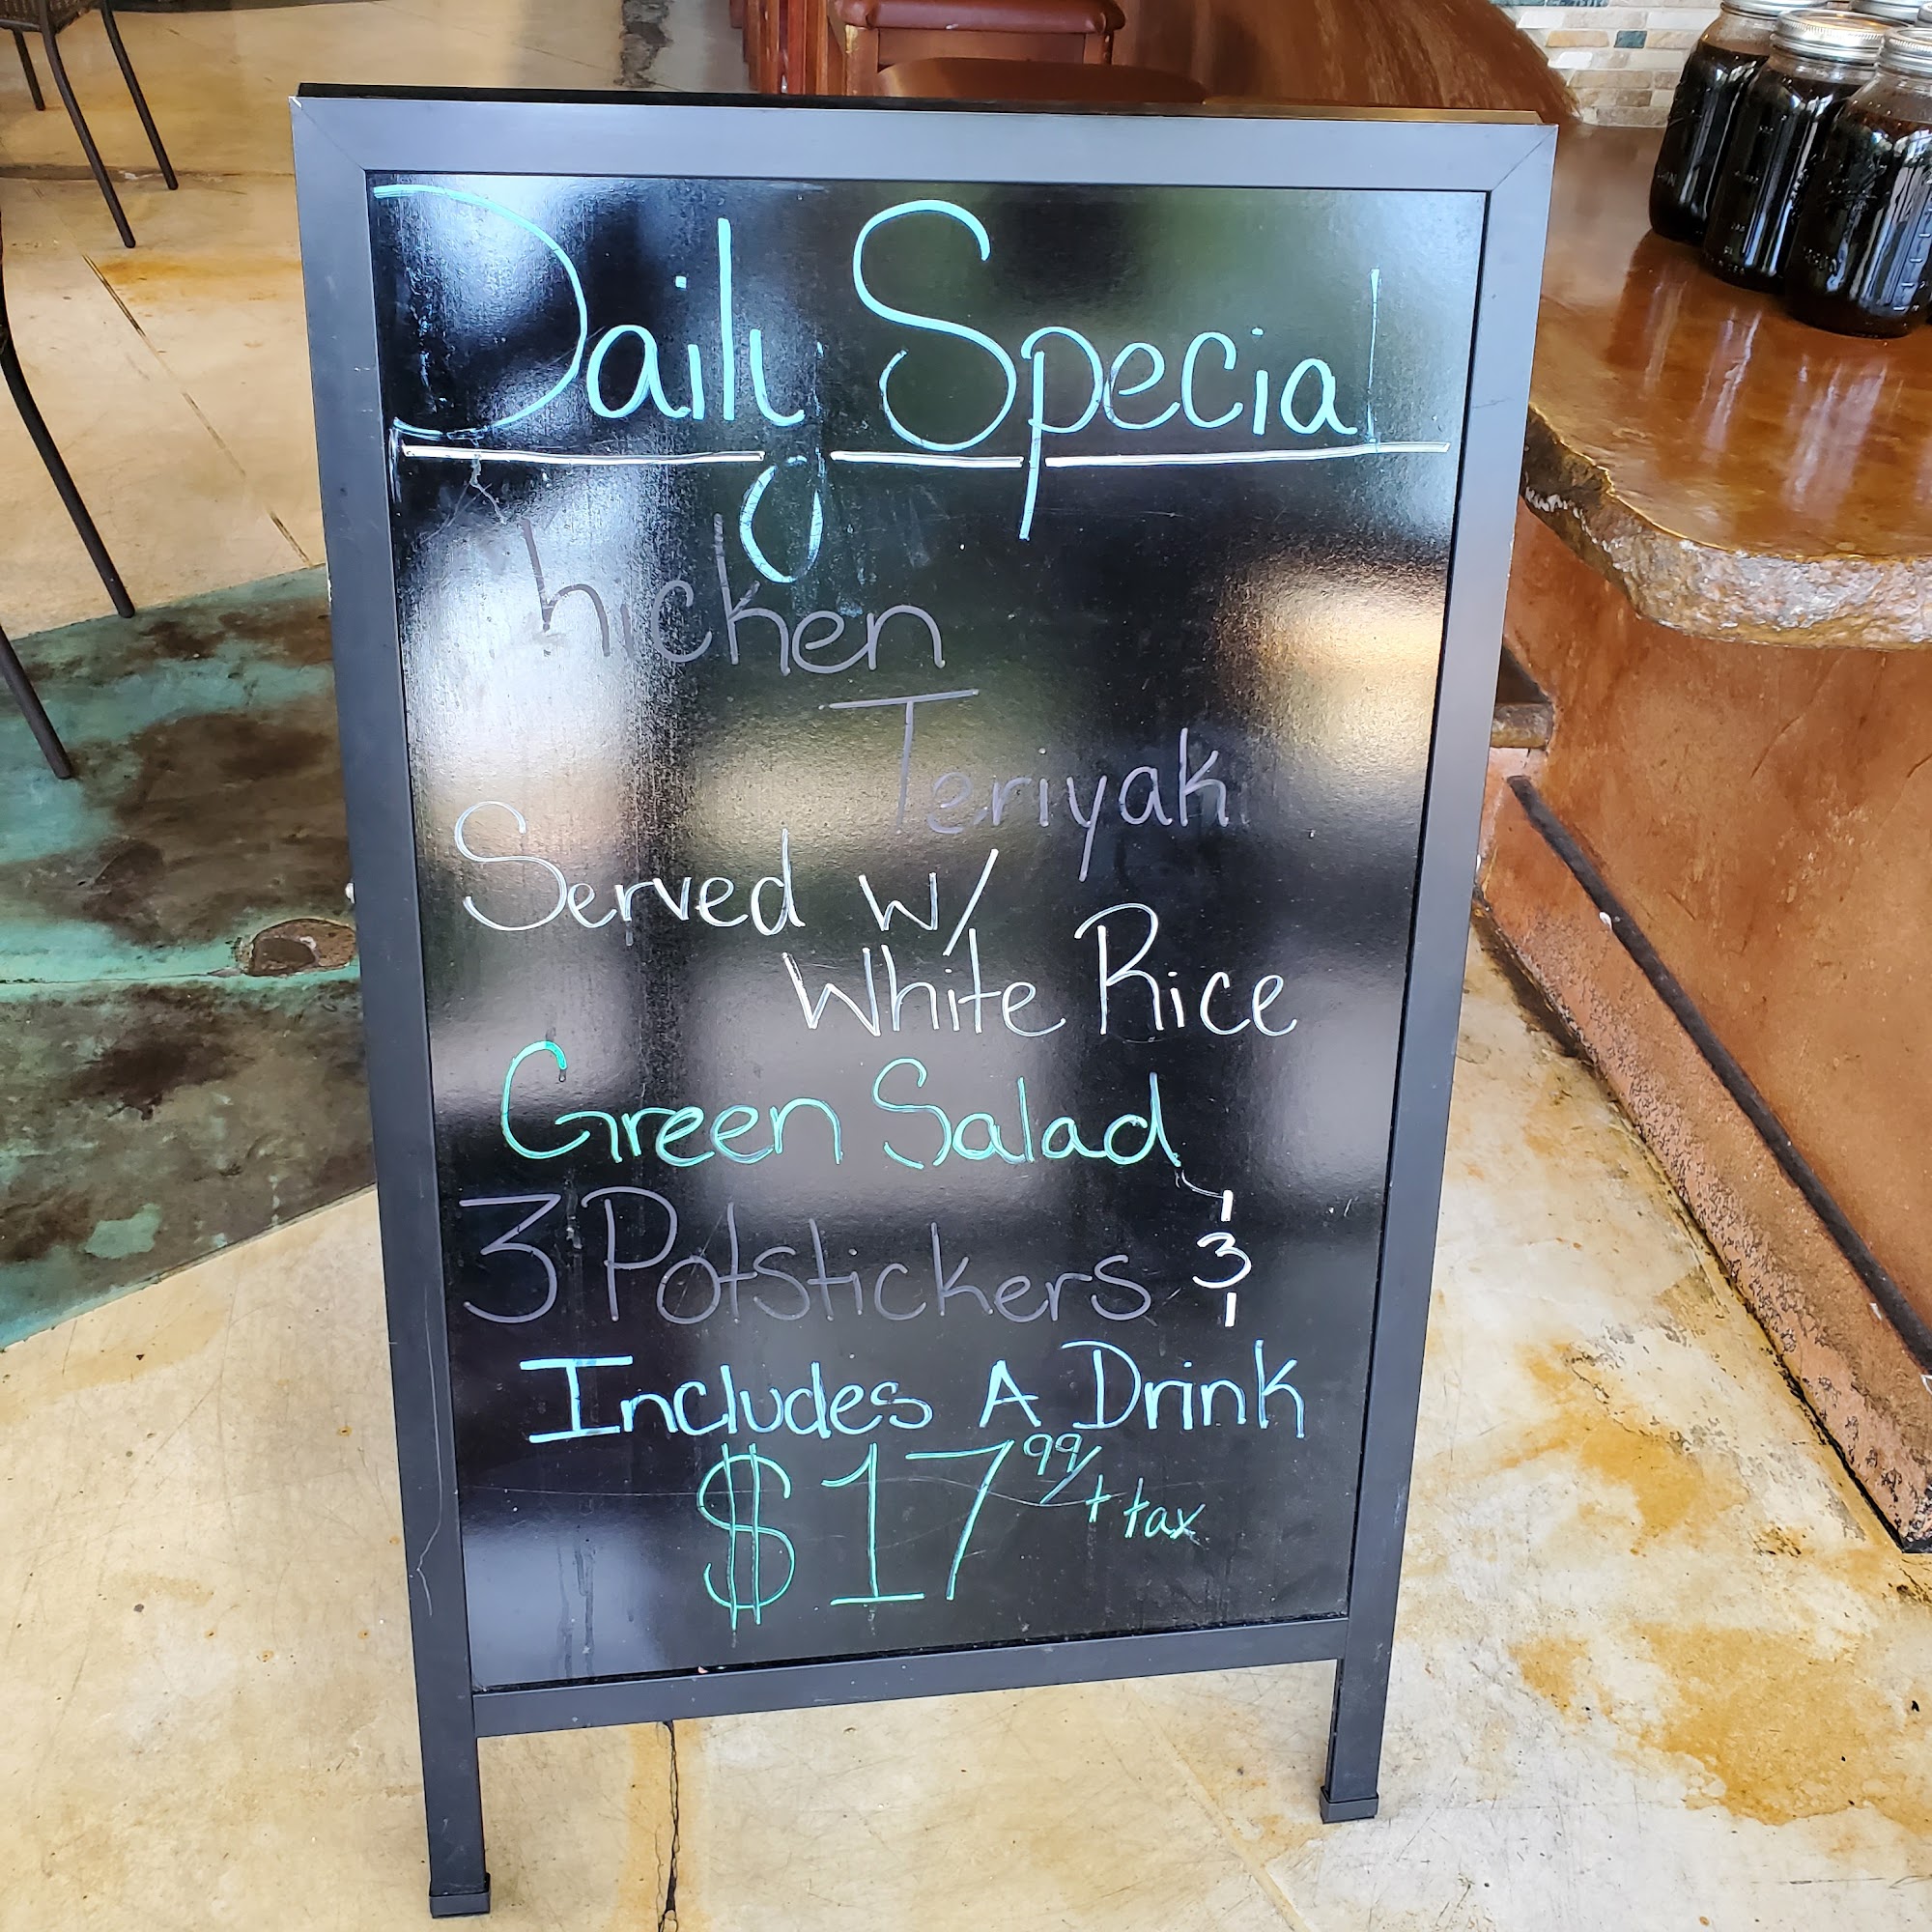 Daily Special
Chicken
Teriyaki
Served w/
White Rice
Green Salad
3 Potstickers &
Includes A Drink
$17 99/ + tax